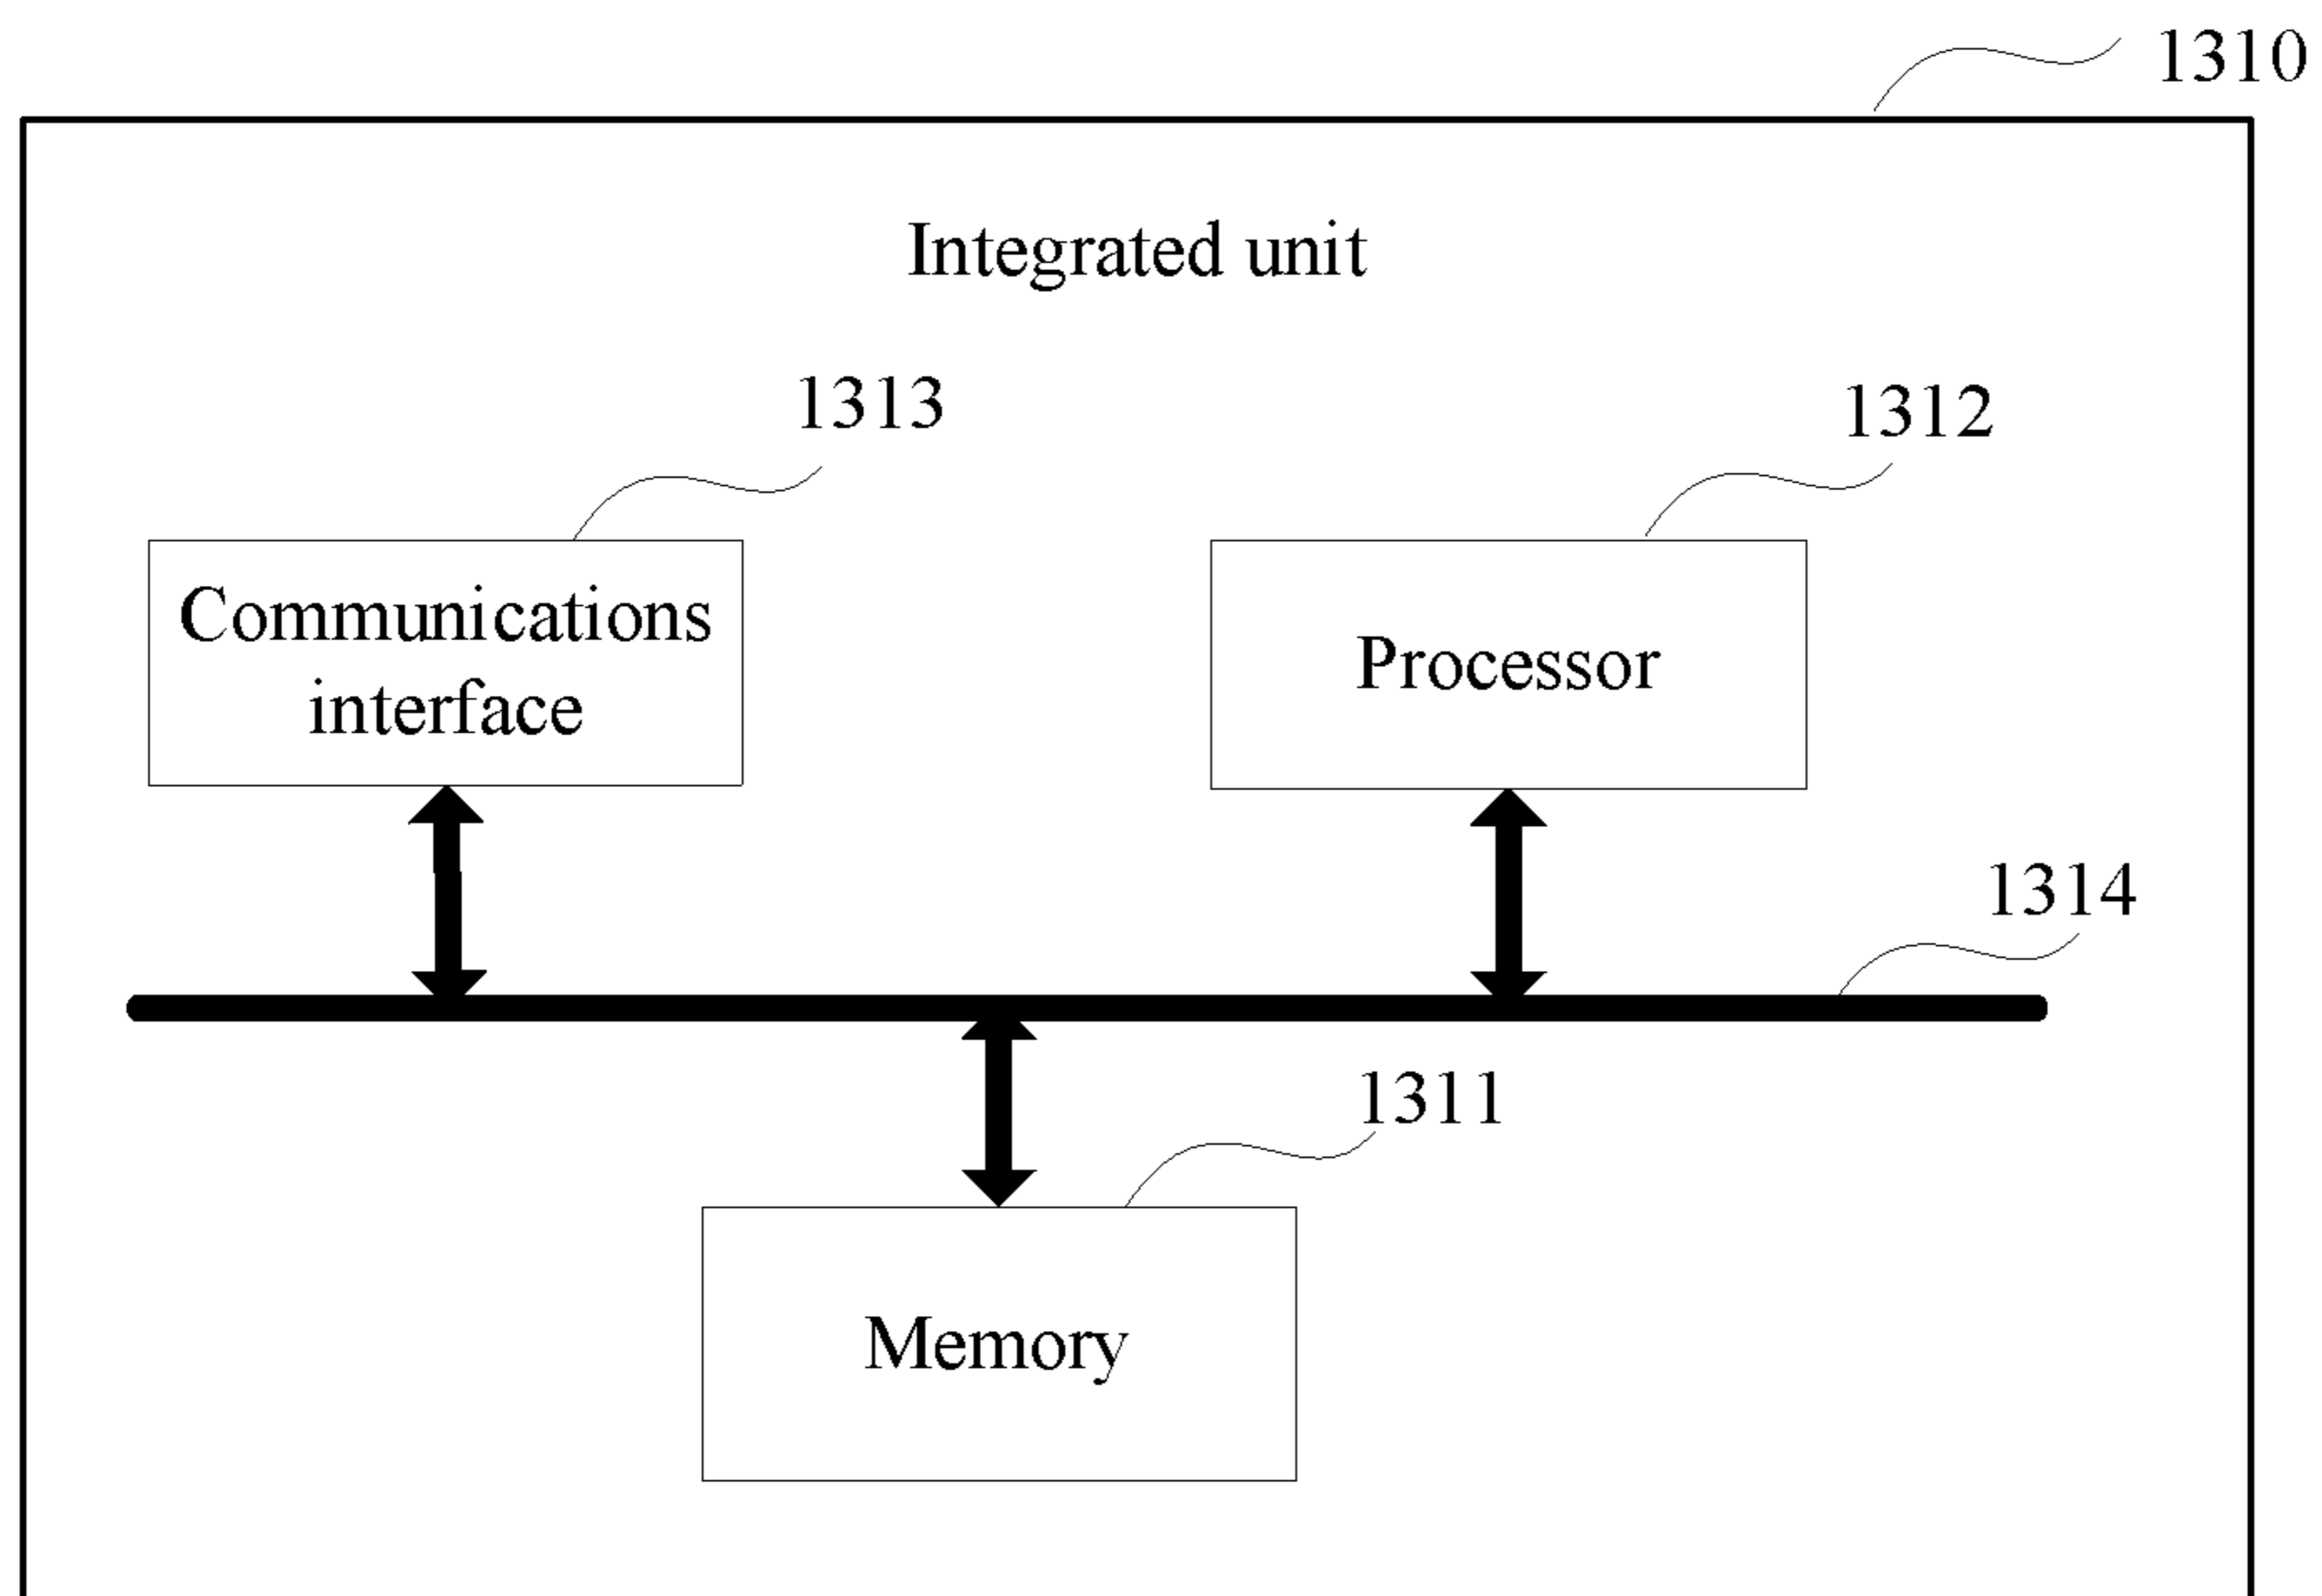 1310
Integrated unit
1313
1312
Communications
interface
Processor
1314
1311
Memory